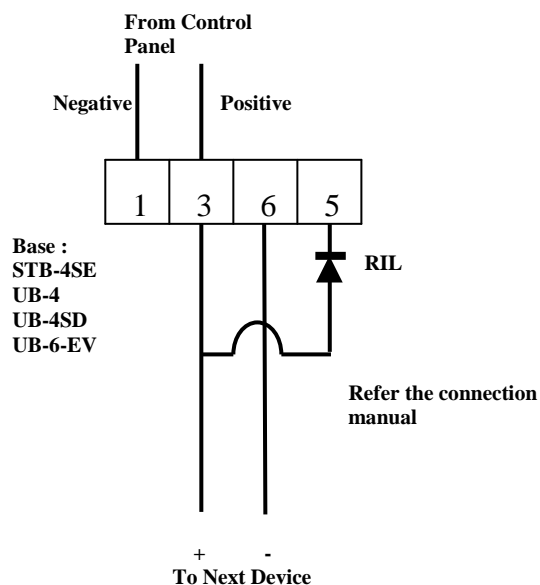 From Control
Panel
Negative
Positive
1 3 6 5
Base :
STB-4SE
UB-4
UB-4SD
UB-6-EV
RIL
Refer the connection
manual
+ -
To Next Device